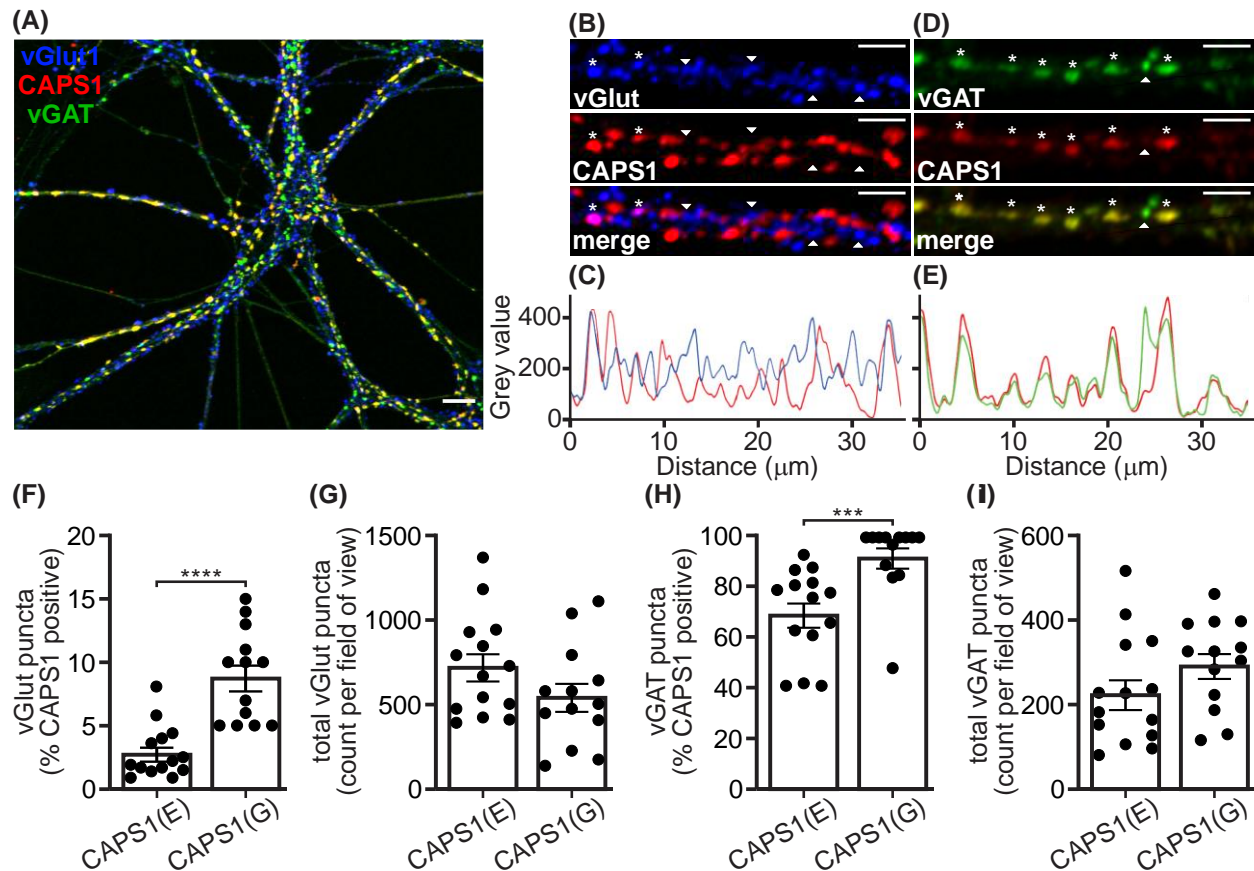 (A)
vGlut1
CAPS1
vGAT
(B)
* * 
vGlut
CAPS1
* *
merge
* *
(D)
* * * * * *
vGAT
* * * * * *
CAPS1
* * * * * *
merge
(C)
Grey value
400
200
0
0 10 20 30
Distance (μm)
(E)
0 10 20 30
Distance (μm)
(F)
vGlut puncta
(% CAPS1 positive)
20
15
10
5
0
****
CAPS1(E)
CAPS1(G)
(G)
total vGlut puncta
(count per field of view)
1500
1000
500
0
CAPS1(E)
CAPS1(G)
(H)
vGAT puncta
(% CAPS1 positive)
100
80
60
40
20
0
***
CAPS1(E)
CAPS1(G)
(I)
total vGAT puncta
(count per field of view)
600
400
200
0
CAPS1(E)
CAPS1(G)